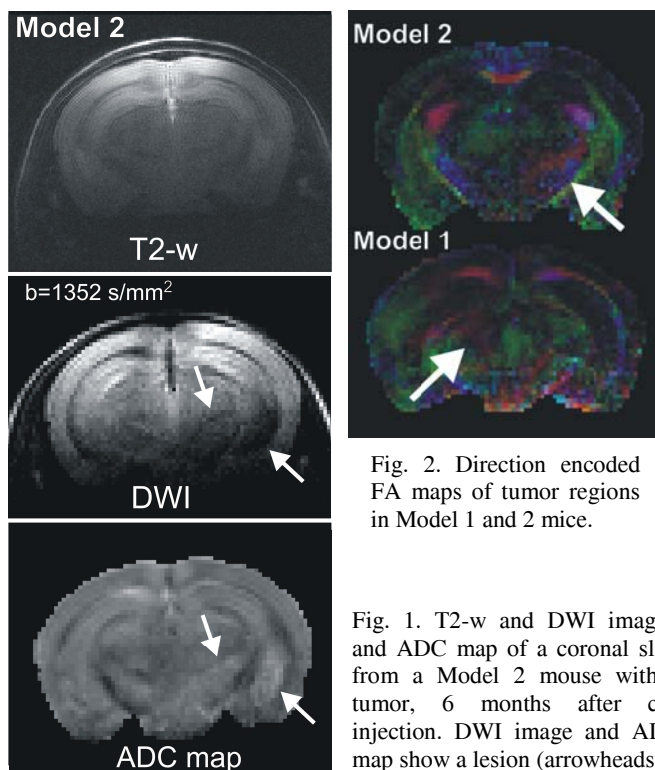 Model 2
T2-w
b=1352 s/mm²
DWI
ADC map
Model 2
Model 1
Fig. 2. Direction encoded
FA maps of tumor regions
in Model 1 and 2 mice.
Fig. 1. T2-w and DWI imag
and ADC map of a coronal sl
from a Model 2 mouse with
tumor, 6 months after c
injection. DWI image and AD
map show a lesion (arrowheads